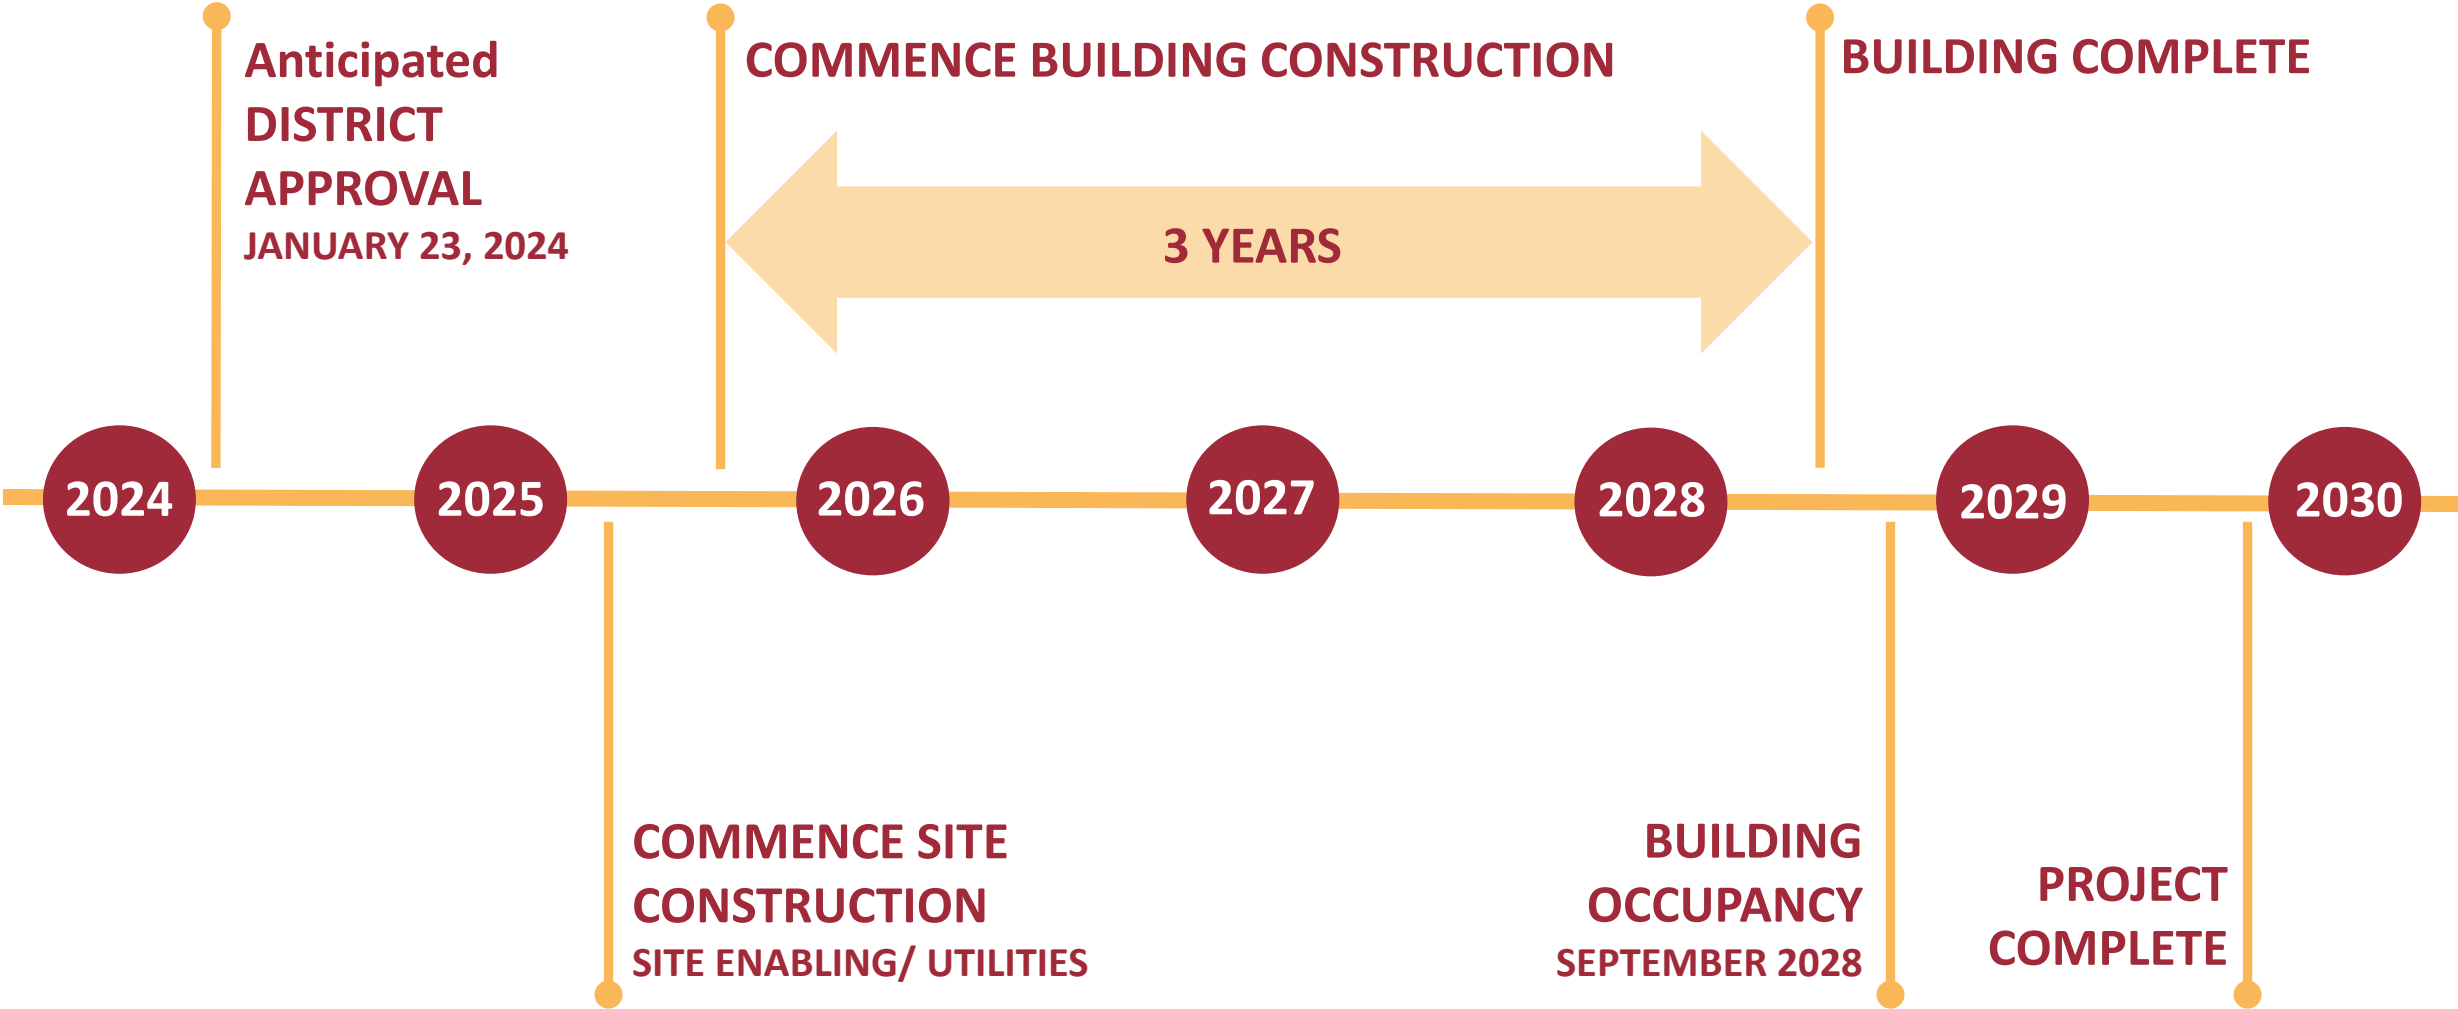 Anticipated
DISTRICT
APPROVAL
JANUARY 23, 2024
COMMENCE BUILDING CONSTRUCTION
BUILDING COMPLETE
3 YEARS
2024
2025
2026
2027
2028
2029
2030
COMMENCE SITE
CONSTRUCTION
SITE ENABLING/ UTILITIES
BUILDING
OCCUPANCY
SEPTEMBER 2028
PROJECT
COMPLETE